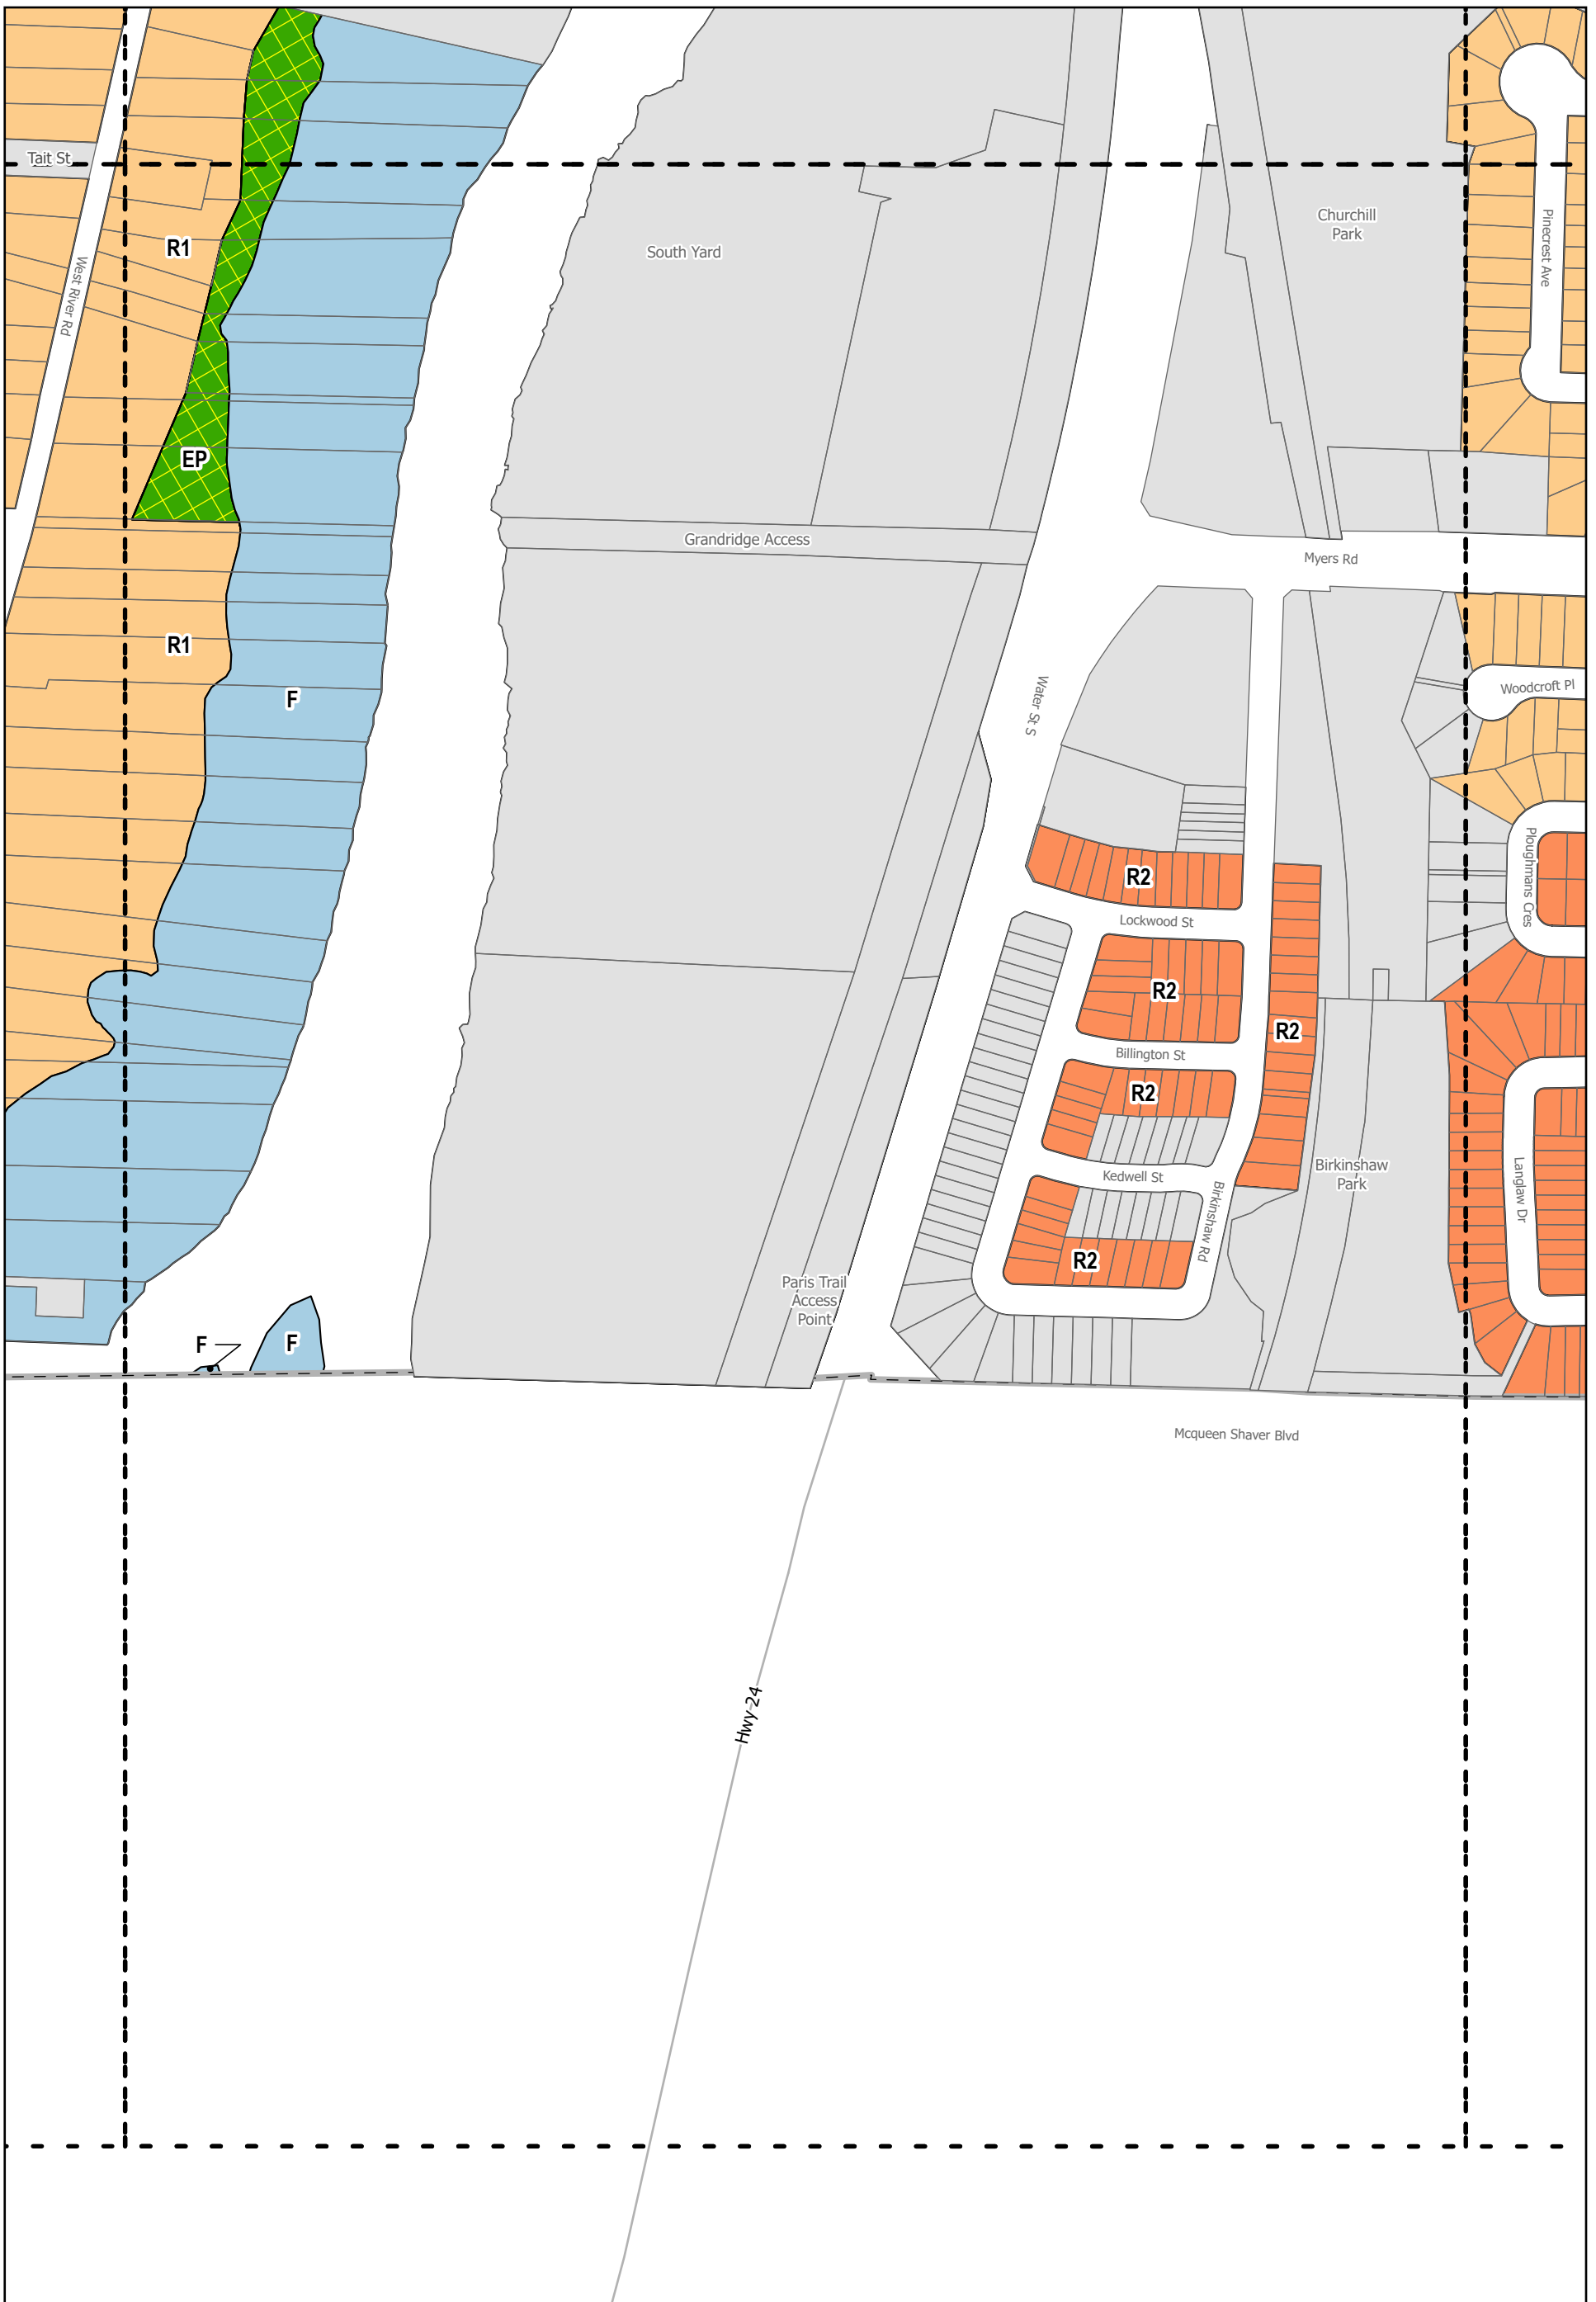 Tait St
West River Rd
R1
South Yard
Churchill
Park
Pinecrest Ave
EP
Grandridge Access
Myers Rd
R1
F
Water St S
Woodcroft Pl
Ploughmans Cres
R2
Lockwood St
R2
R2
Billington St
R2
Kedwell St
Birkinshaw
Park
Langlaw Dr
Birkinshaw Rd
R2
Paris Trail
Access
Point
F
F
Mcqueen Shaver Blvd
Hwy 24